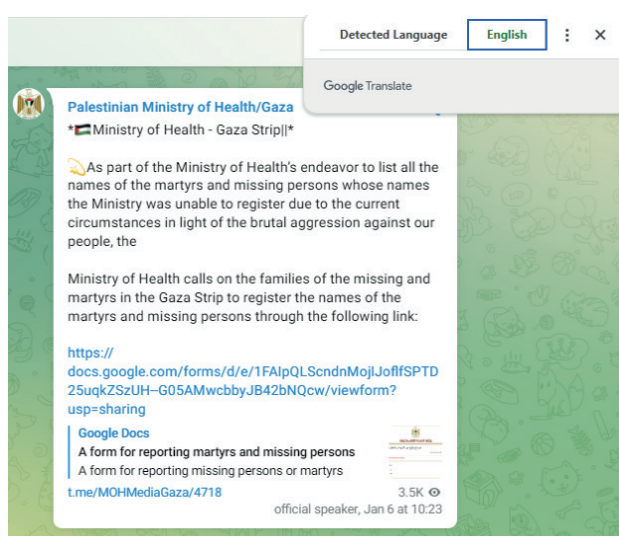 Detected Language English
Google Translate
Palestinian Ministry of Health/Gaza
*🇵🇸Ministry of Health - Gaza Strip||*
💫As part of the Ministry of Health's endeavor to list all the
names of the martyrs and missing persons whose names
the Ministry was unable to register due to the current
circumstances in light of the brutal aggression against our
people, the
Ministry of Health calls on the families of the missing and
martyrs in the Gaza Strip to register the names of the
martyrs and missing persons through the following link:
https://
docs.google.com/forms/d/e/1FAIpQLScndnMojIJoflfSPTD
25uqkZSzUH--G05AMwcbbyJB42bNQcw/viewform?
usp=sharing
Google Docs
A form for reporting martyrs and missing persons
A form for reporting missing persons or martyrs
t.me/MOHMediaGaza/4718 3.5K
official speaker, Jan 6 at 10:23